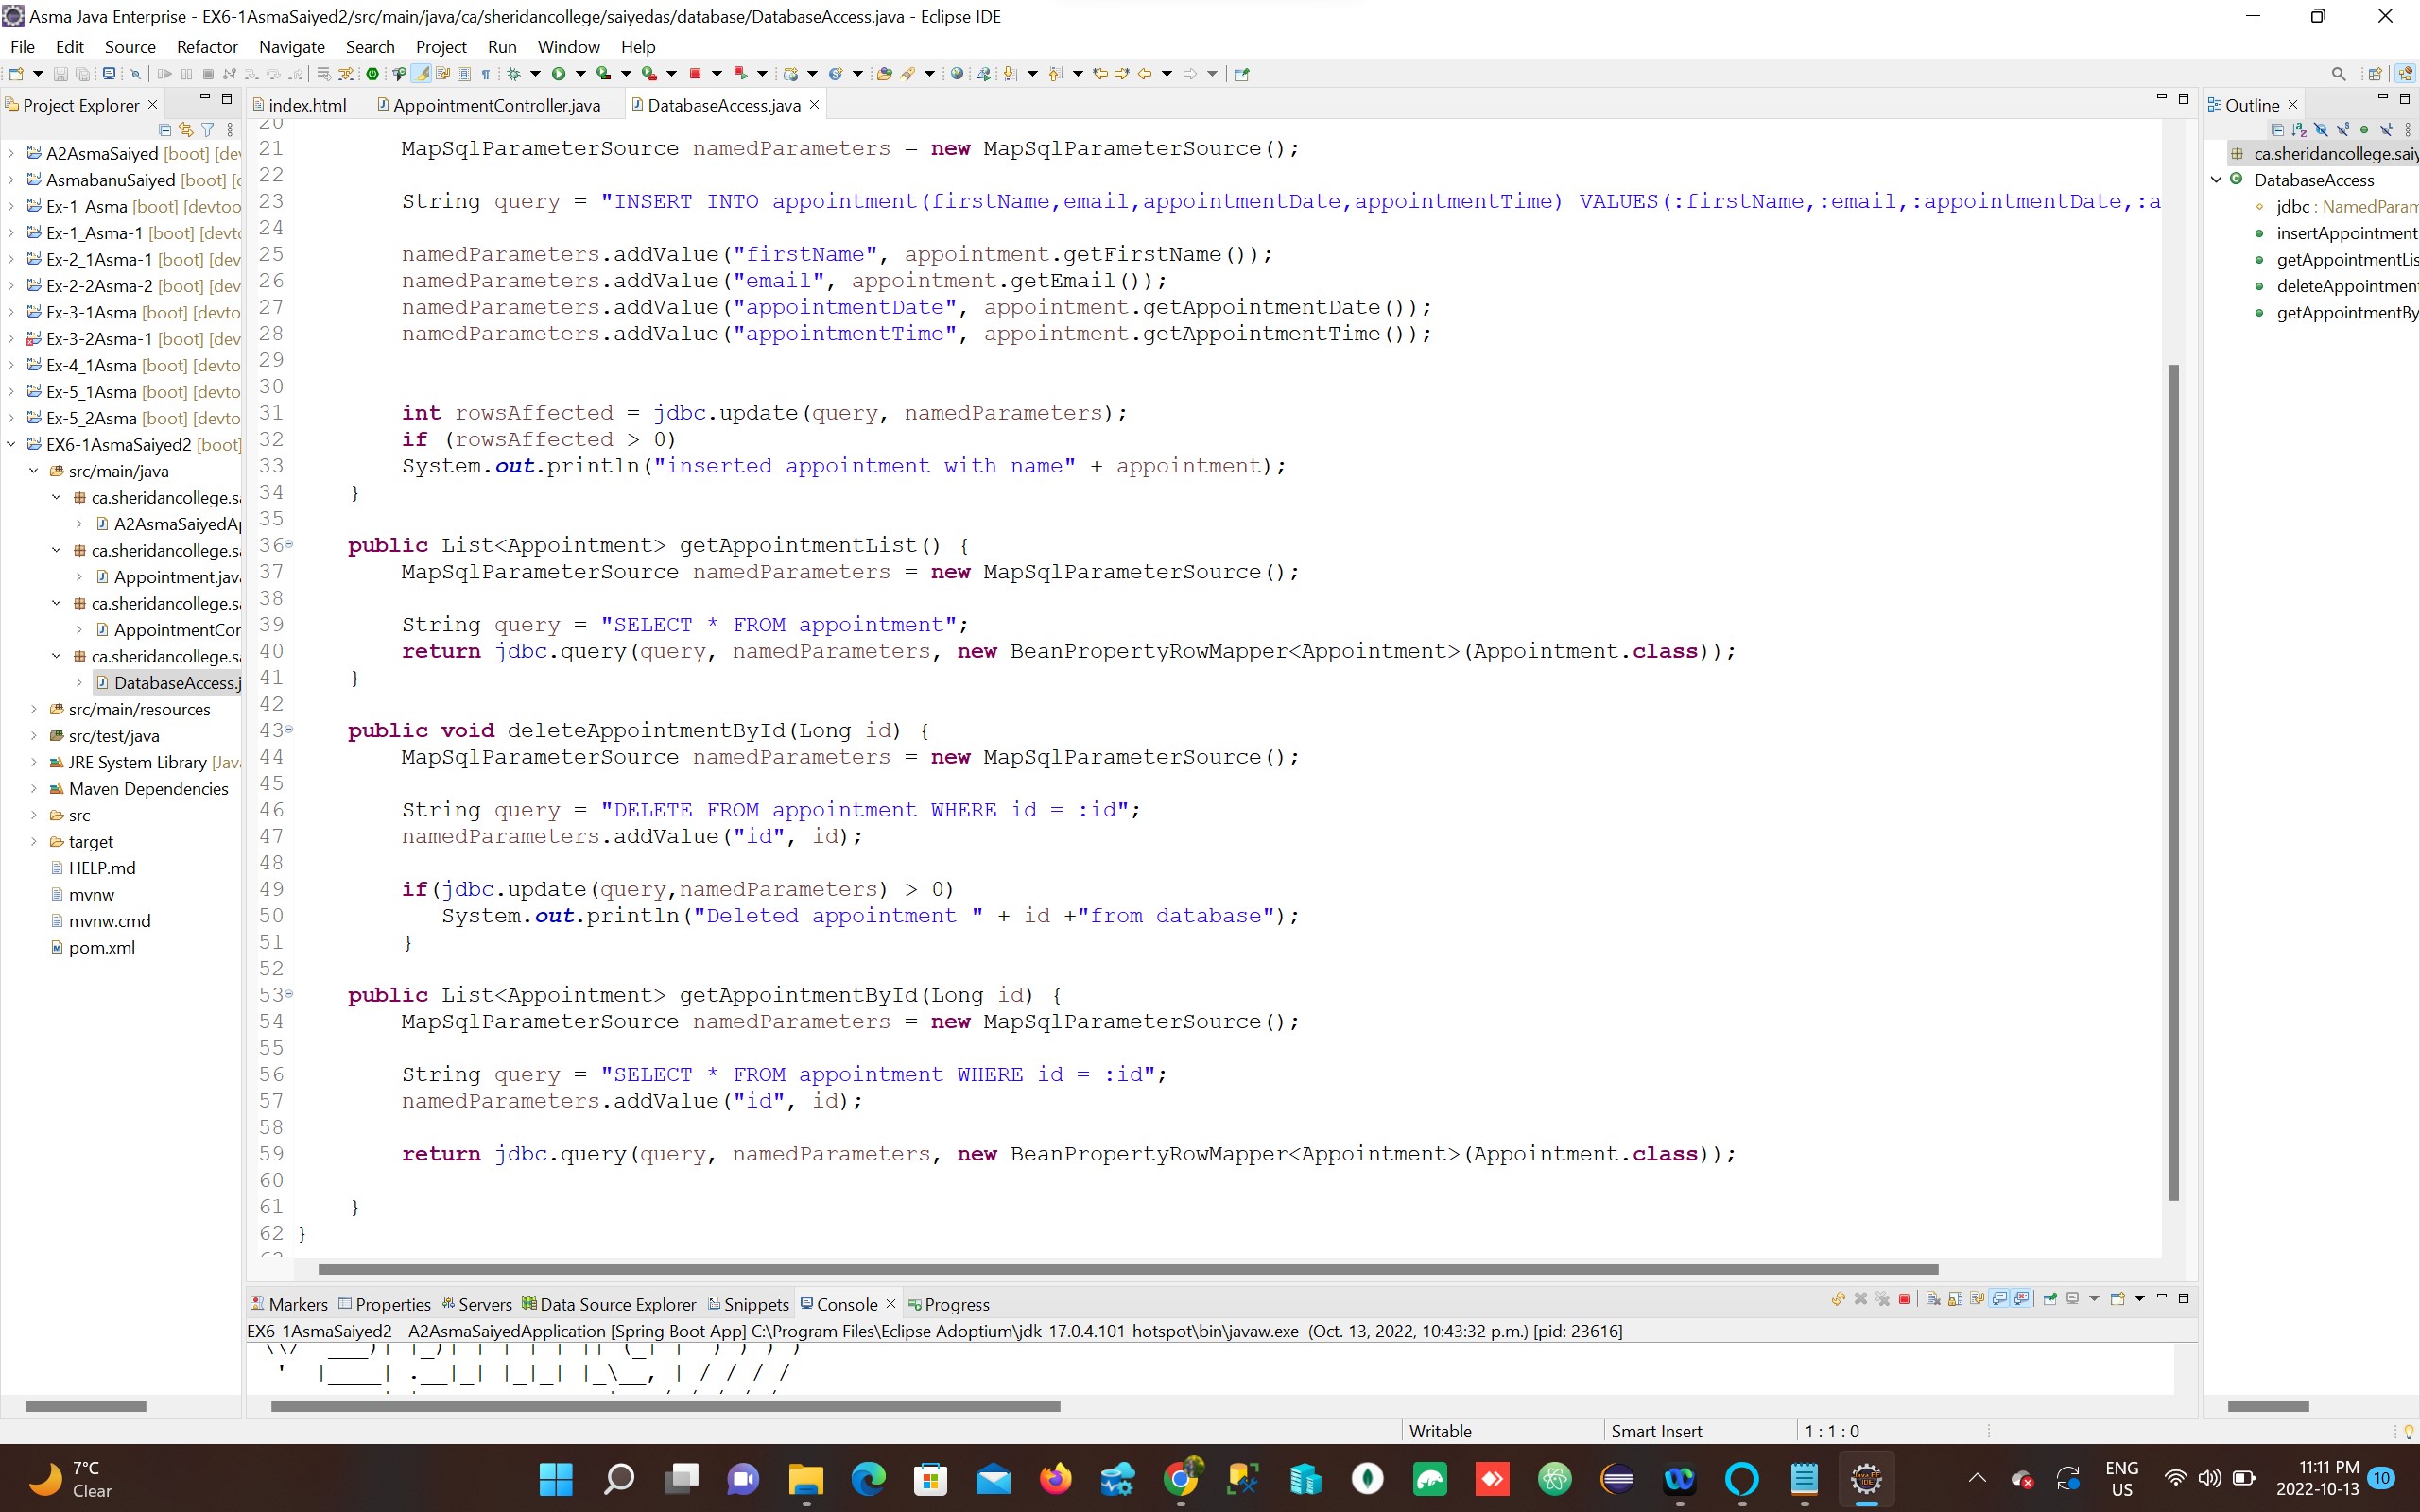 Asma Java Enterprise - EX6-1AsmaSaiyed2/src/main/java/ca/sheridancollege/saiyedas/database/DatabaseAccess.java - Eclipse IDE
File Edit Source Refactor Navigate Search Project Run Window Help
Project Explorer
index.html AppointmentController.java DatabaseAccess.java
Outline
A2AsmaSaiyed [boot] [dev
AsmabanuSaiyed [boot] [d
Ex-1_Asma [boot] [devtoo
Ex-1_Asma-1 [boot] [devto
Ex-2_1Asma-1 [boot] [dev
Ex-2-2Asma-2 [boot] [dev
Ex-3-1Asma [boot] [devto
Ex-3-2Asma-1 [boot] [dev
Ex-4_1Asma [boot] [devto
Ex-5_1Asma [boot] [devto
Ex-5_2Asma [boot] [devto
EX6-1AsmaSaiyed2 [boot]
src/main/java
ca.sheridancollege.sa
A2AsmaSaiyedAp
ca.sheridancollege.sa
Appointment.java
ca.sheridancollege.sa
AppointmentCor
ca.sheridancollege.sa
DatabaseAccess.j
src/main/resources
src/test/java
JRE System Library [Java
Maven Dependencies
src
target
HELP.md
mvnw
mvnw.cmd
pom.xml
20
21 MapSqlParameterSource namedParameters = new MapSqlParameterSource();
22
23 String query = "INSERT INTO appointment(firstName,email,appointmentDate,appointmentTime) VALUES(:firstName,:email,:appointmentDate,:a
24
25 namedParameters.addValue("firstName", appointment.getFirstName());
26 namedParameters.addValue("email", appointment.getEmail());
27 namedParameters.addValue("appointmentDate", appointment.getAppointmentDate());
28 namedParameters.addValue("appointmentTime", appointment.getAppointmentTime());
29
30
31 int rowsAffected = jdbc.update(query, namedParameters);
32 if (rowsAffected > 0)
33 System.out.println("inserted appointment with name" + appointment);
34 }
35
36 public List<Appointment> getAppointmentList() {
37 MapSqlParameterSource namedParameters = new MapSqlParameterSource();
38
39 String query = "SELECT * FROM appointment";
40 return jdbc.query(query, namedParameters, new BeanPropertyRowMapper<Appointment>(Appointment.class));
41 }
42
43 public void deleteAppointmentById(Long id) {
44 MapSqlParameterSource namedParameters = new MapSqlParameterSource();
45
46 String query = "DELETE FROM appointment WHERE id = :id";
47 namedParameters.addValue("id", id);
48
49 if(jdbc.update(query,namedParameters) > 0)
50 System.out.println("Deleted appointment " + id +"from database");
51 }
52
53 public List<Appointment> getAppointmentById(Long id) {
54 MapSqlParameterSource namedParameters = new MapSqlParameterSource();
55
56 String query = "SELECT * FROM appointment WHERE id = :id";
57 namedParameters.addValue("id", id);
58
59 return jdbc.query(query, namedParameters, new BeanPropertyRowMapper<Appointment>(Appointment.class));
60
61 }
62 }
ca.sheridancollege.saiy
DatabaseAccess
jdbc : NamedParam
insertAppointment
getAppointmentLis
deleteAppointment
getAppointmentBy
Markers Properties Servers Data Source Explorer Snippets Console Progress
EX6-1AsmaSaiyed2 - A2AsmaSaiyedApplication [Spring Boot App] C:\Program Files\Eclipse Adoptium\jdk-17.0.4.101-hotspot\bin\javaw.exe (Oct. 13, 2022, 10:43:32 p.m.) [pid: 23616]
Writable Smart Insert 1 : 1 : 0
7°C
Clear
ENG
US
11:11 PM
2022-10-13
10